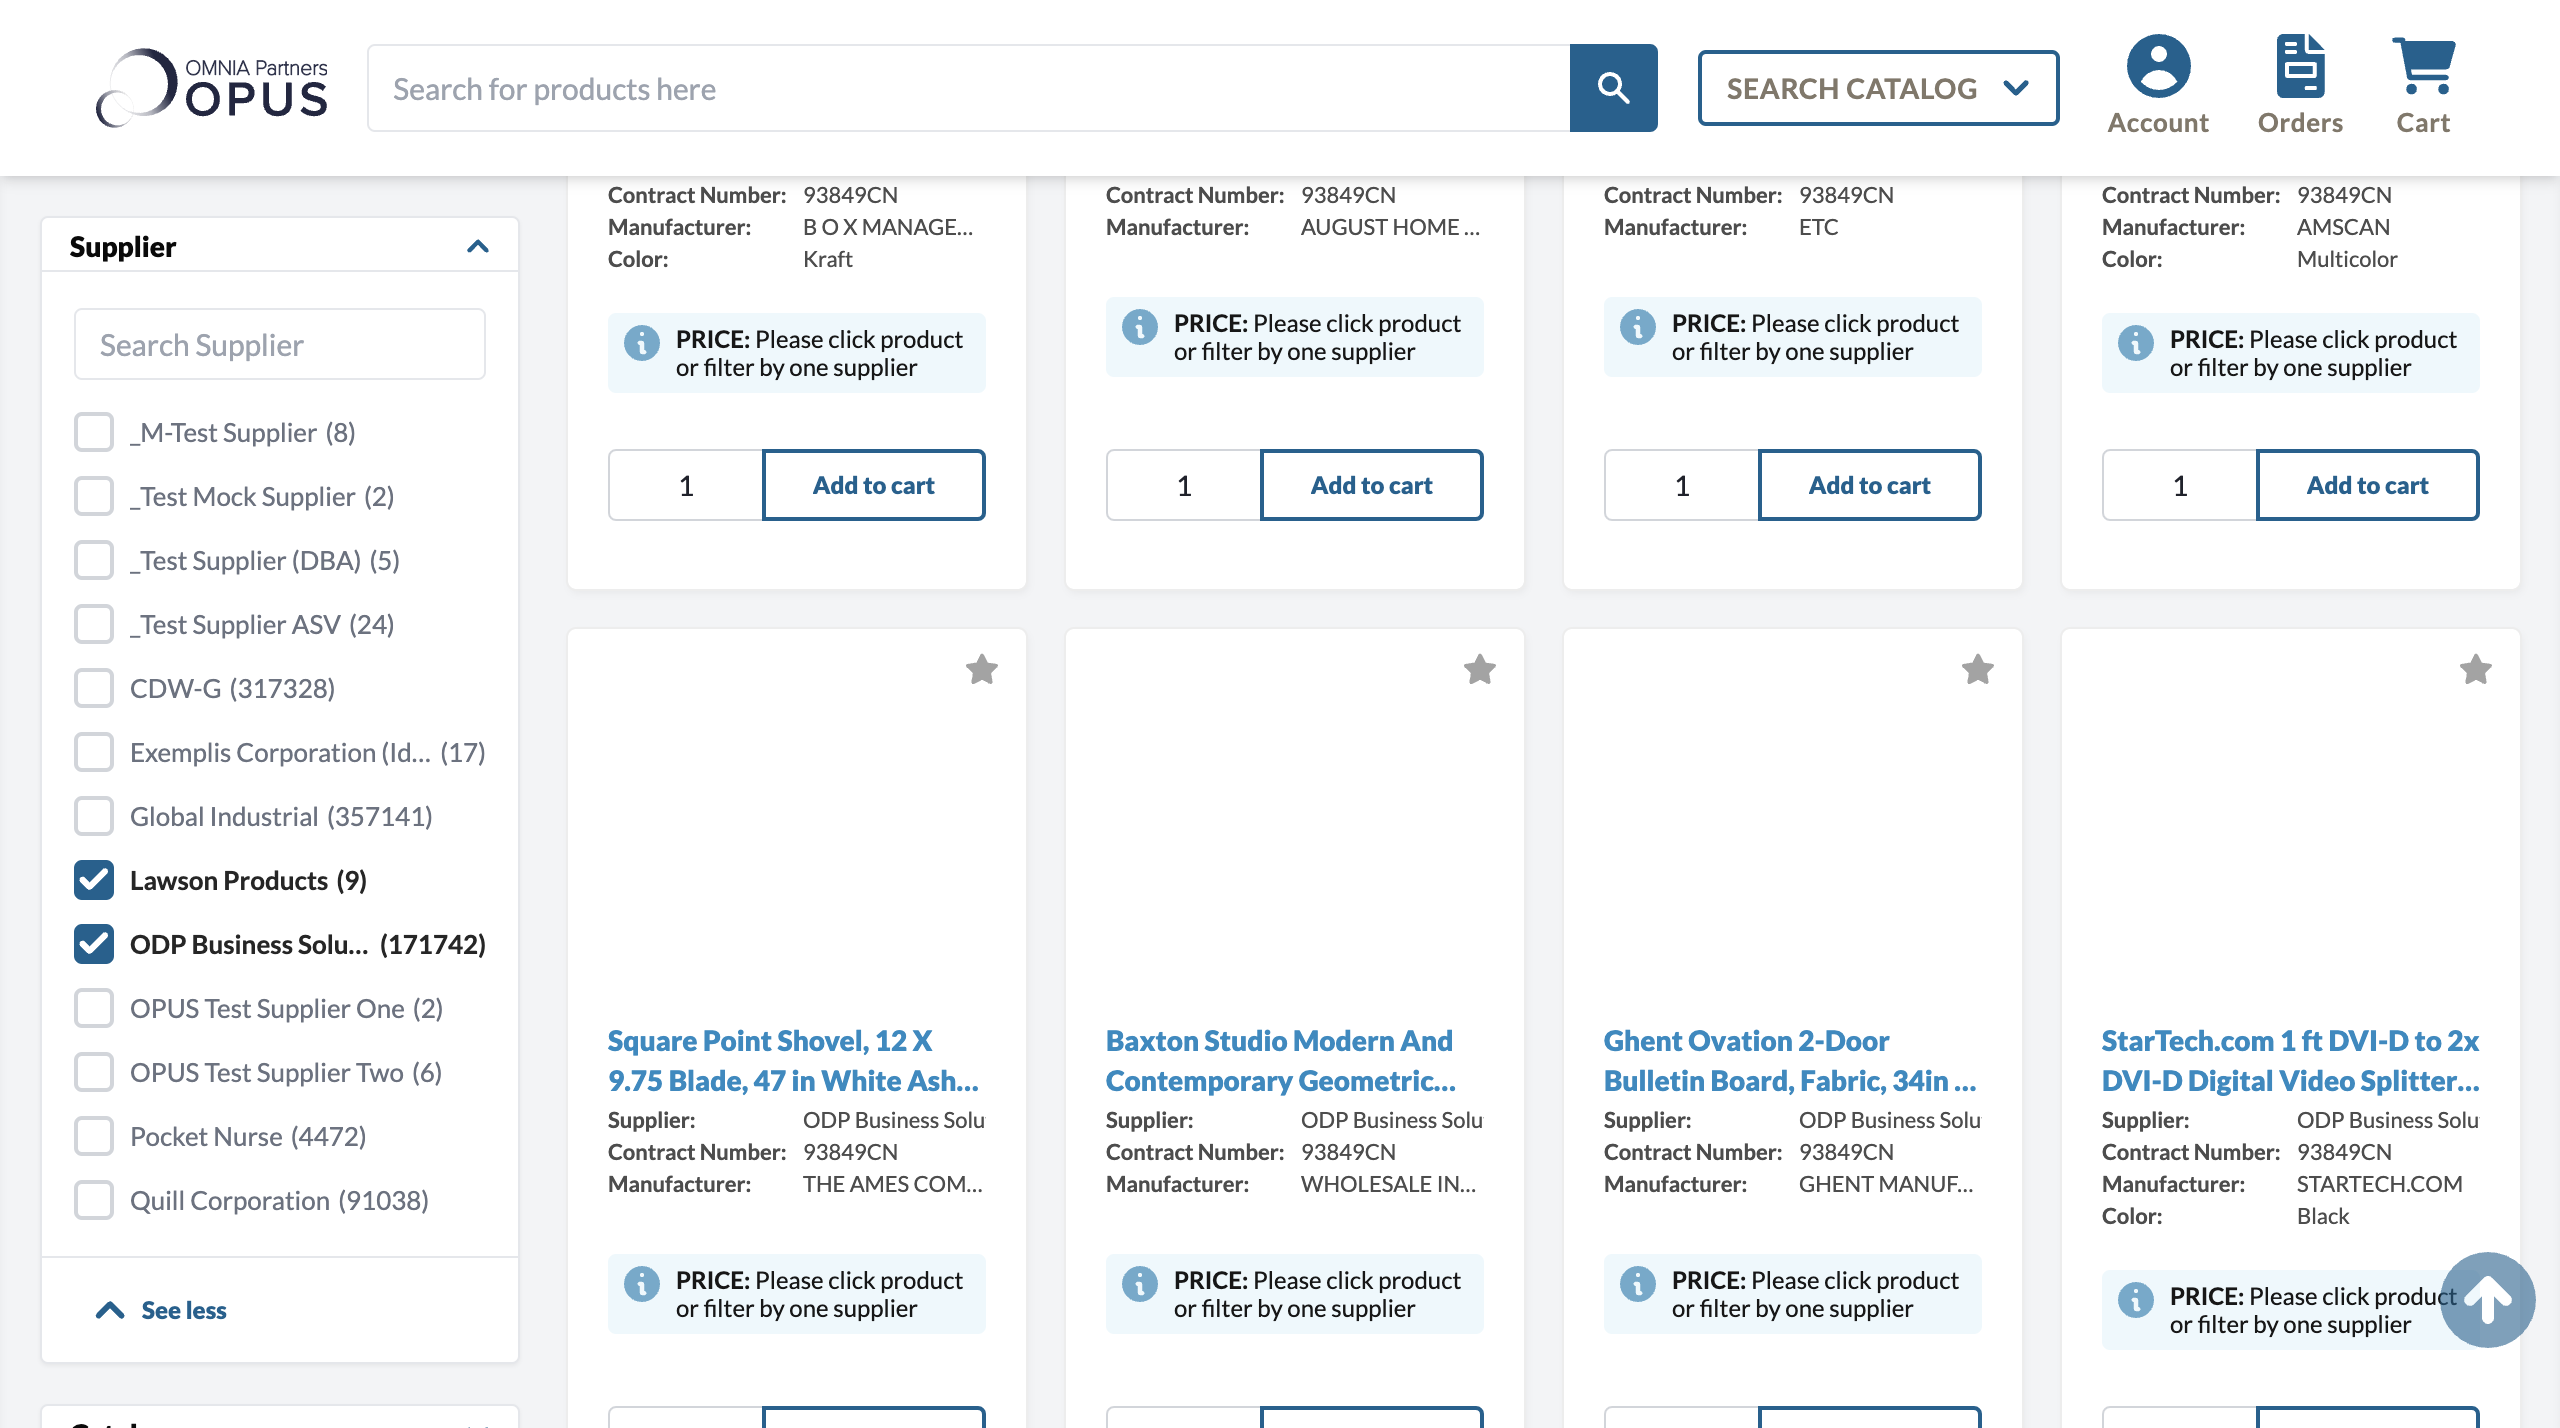 OMNIA Partners
OPUS
Search for products here
SEARCH CATALOG
Account
Orders
Cart
Supplier
Search Supplier
_M-Test Supplier (8)
_Test Mock Supplier (2)
_Test Supplier (DBA) (5)
_Test Supplier ASV (24)
CDW-G (317328)
Exemplis Corporation (Id... (17)
Global Industrial (357141)
Lawson Products (9)
ODP Business Solu... (171742)
OPUS Test Supplier One (2)
OPUS Test Supplier Two (6)
Pocket Nurse (4472)
Quill Corporation (91038)
See less
Contract Number: 93849CN
Manufacturer: B O X MANAGE...
Color: Kraft
PRICE: Please click product
or filter by one supplier
1 Add to cart
Contract Number: 93849CN
Manufacturer: AUGUST HOME ...
PRICE: Please click product
or filter by one supplier
1 Add to cart
Contract Number: 93849CN
Manufacturer: ETC
PRICE: Please click product
or filter by one supplier
1 Add to cart
Contract Number: 93849CN
Manufacturer: AMSCAN
Color: Multicolor
PRICE: Please click product
or filter by one supplier
1 Add to cart
Square Point Shovel, 12 X
9.75 Blade, 47 in White Ash...
Supplier: ODP Business Solu
Contract Number: 93849CN
Manufacturer: THE AMES COM...
PRICE: Please click product
or filter by one supplier
Baxton Studio Modern And
Contemporary Geometric...
Supplier: ODP Business Solu
Contract Number: 93849CN
Manufacturer: WHOLESALE IN...
PRICE: Please click product
or filter by one supplier
Ghent Ovation 2-Door
Bulletin Board, Fabric, 34in ...
Supplier: ODP Business Solu
Contract Number: 93849CN
Manufacturer: GHENT MANUF...
PRICE: Please click product
or filter by one supplier
StarTech.com 1 ft DVI-D to 2x
DVI-D Digital Video Splitter...
Supplier: ODP Business Solu
Contract Number: 93849CN
Manufacturer: STARTECH.COM
Color: Black
PRICE: Please click product
or filter by one supplier